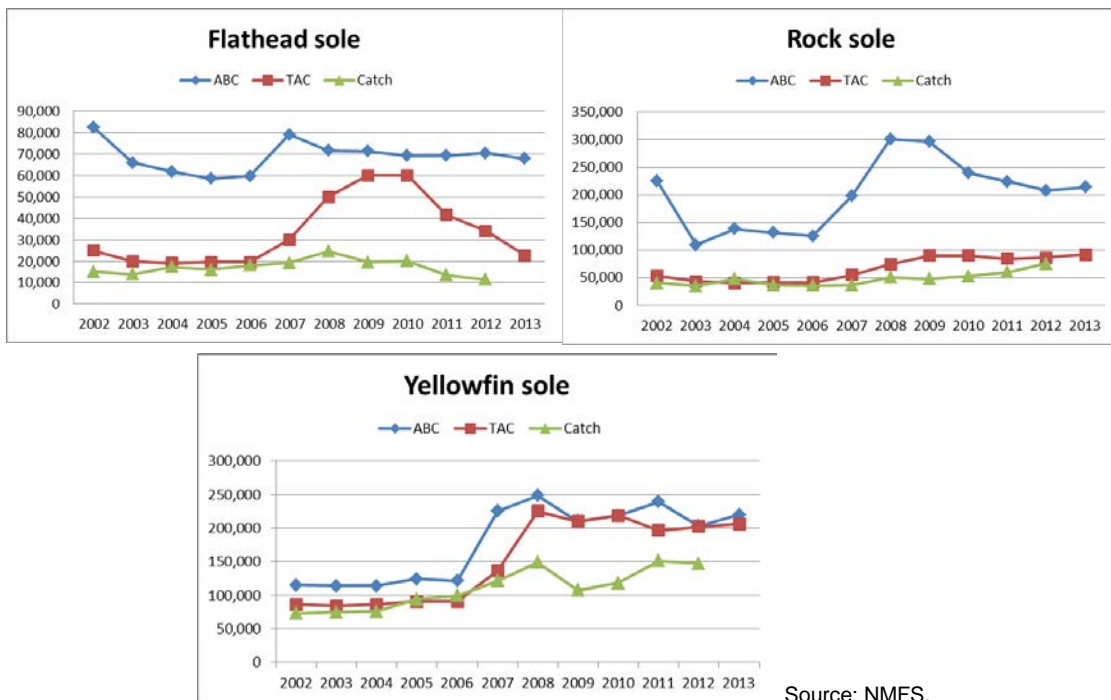 Flathead sole
ABC TAC Catch
90,000
80,000
70,000
60,000
50,000
40,000
30,000
20,000
10,000
0
2002 2003 2004 2005 2006 2007 2008 2009 2010 2011 2012 2013
Rock sole
ABC TAC Catch
350,000
300,000
250,000
200,000
150,000
100,000
50,000
0
2002 2003 2004 2005 2006 2007 2008 2009 2010 2011 2012 2013
Yellowfin sole
ABC TAC Catch
300,000
250,000
200,000
150,000
100,000
50,000
0
2002 2003 2004 2005 2006 2007 2008 2009 2010 2011 2012 2013
Source: NMFS.